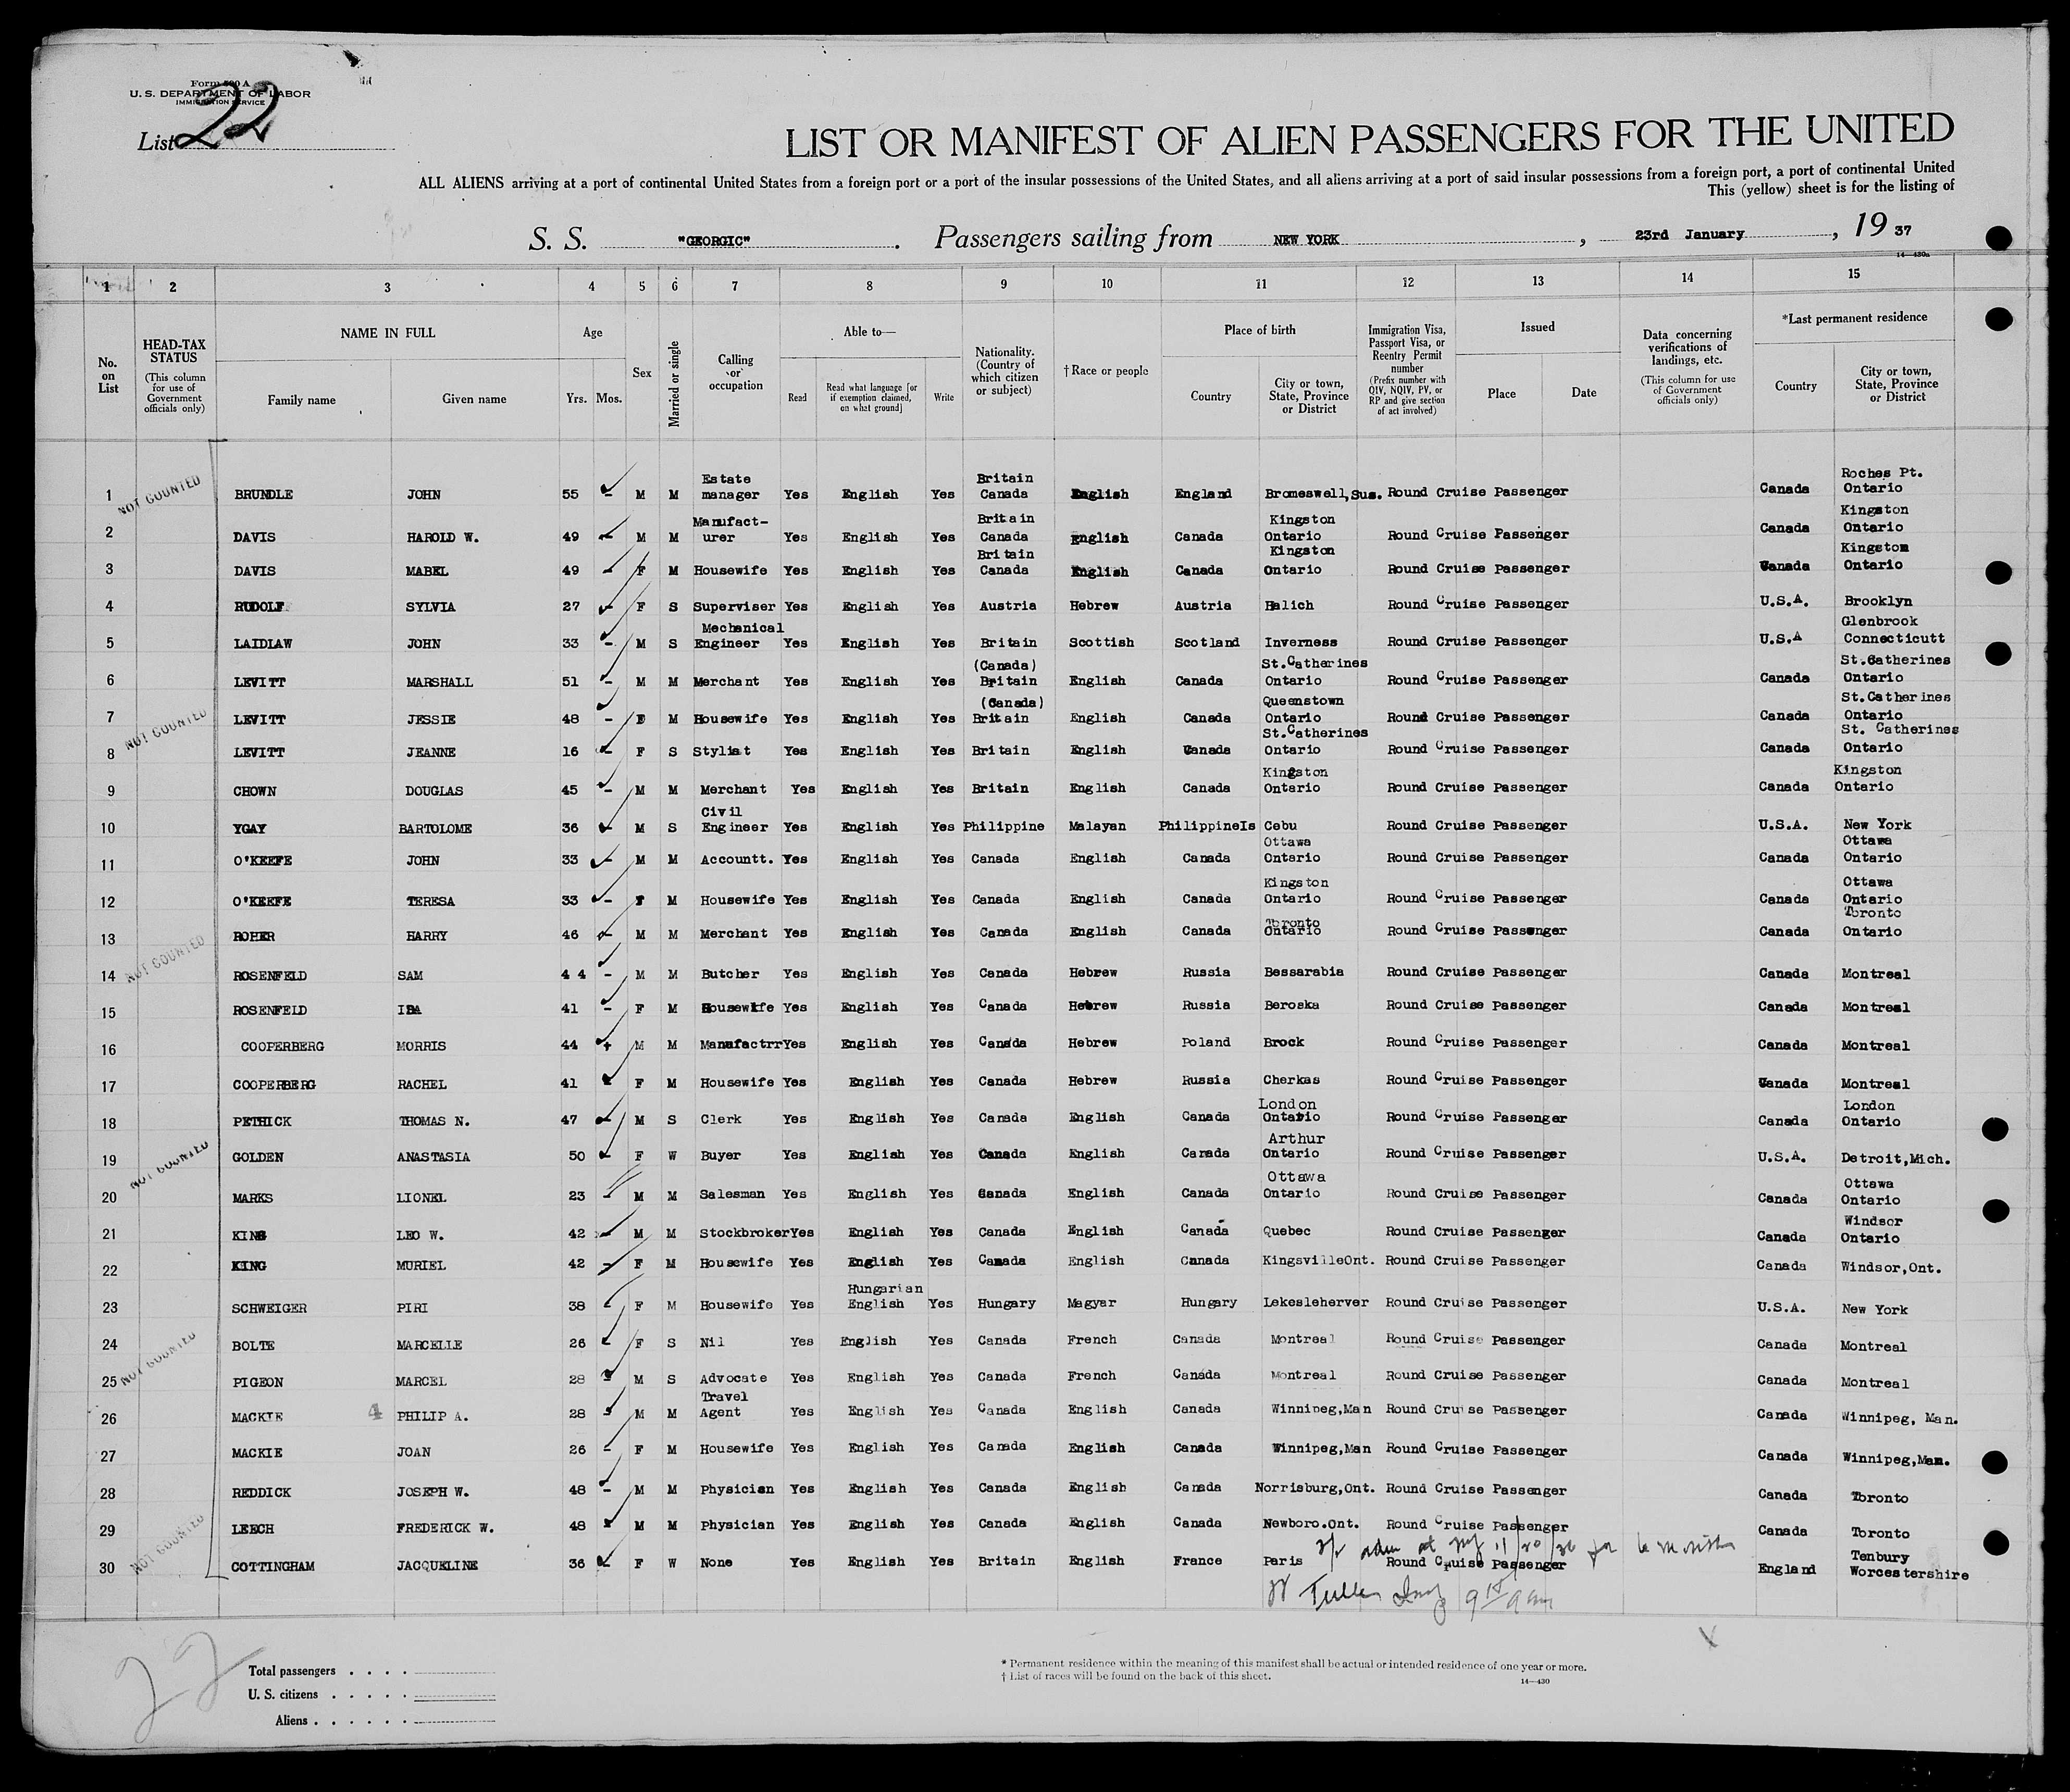 Form 500 A
U. S. DEPARTMENT OF LABOR
IMMIGRATION SERVICE
List 22
LIST OR MANIFEST OF ALIEN PASSENGERS FOR THE UNITED
ALL ALIENS arriving at a port of continental United States from a foreign port or a port of the insular possessions of the United States, and all aliens arriving at a port of said insular possessions from a foreign port, a port of continental United
This (yellow) sheet is for the listing of
S. S. "GEORGIC" . Passengers sailing from NEW YORK , 23rd January , 19 37
14—430a
1 2 3 4 5 6 7 8 9 10 11 12 13 14 15
No. on List
HEAD-TAX STATUS (This column for use of Government officials only)
NAME IN FULL Family name Given name
Age Yrs. Mos.
Sex
Married or single
Calling or occupation
Able to— Read Read what language [or if exemption claimed, on what ground] Write
Nationality. (Country of which citizen or subject)
† Race or people
Place of birth Country City or town, State, Province or District
Immigration Visa, Passport Visa, or Reentry Permit number (Prefix number with QIV, NQIV, PV, or RP and give section of act involved)
Issued Place Date
Data concerning verifications of landings, etc. (This column for use of Government officials only)
*Last permanent residence Country City or town, State, Province or District
1 NOT COUNTED BRUNDLE JOHN 55 - M M Estate manager Yes English Yes Britain Canada English England Bromeswell,Sus. Round Cruise Passenger Canada Roches Pt. Ontario
2 DAVIS HAROLD W. 49 - M M Manufact- urer Yes English Yes Britain Canada English Canada Kingston Ontario Round Cruise Passenger Canada Kingston Ontario
3 DAVIS MABEL 49 - F M Housewife Yes English Yes Britain Canada English Canada Kingston Ontario Round Cruise Passenger Canada Kingston Ontario
4 RUDOLF SYLVIA 27 - F S Superviser Yes English Yes Austria Hebrew Austria Halich Round Cruise Passenger U.S.A. Brooklyn
5 LAIDLAW JOHN 33 - M S Mechanical Engineer Yes English Yes Britain Scottish Scotland Inverness Round Cruise Passenger U.S.A Glenbrook Connecticutt
6 LEVITT MARSHALL 51 - M M Merchant Yes English Yes (Canada) Britain English Canada St.Catherines Ontario Round Cruise Passenger Canada St.Catherines Ontario
7 NOT COUNTED LEVITT JESSIE 48 - F M Housewife Yes English Yes (Canada) Britain English Canada Queenstown Ontario Round Cruise Passenger Canada St.Catherines Ontario
8 LEVITT JEANNE 16 - F S Stylist Yes English Yes Britain English Canada St.Catherines Ontario Round Cruise Passenger Canada St. Catherines Ontario
9 CHOWN DOUGLAS 45 - M M Merchant Yes English Yes Britain English Canada Kingston Ontario Round Cruise Passenger Canada Kingston Ontario
10 YGAY BARTOLOME 36 - M S Civil Engineer Yes English Yes Philippine Malayan PhilippineIs Cebu Round Cruise Passenger U.S.A. New York
11 O'KEEFE JOHN 33 - M M Accountt. Yes English Yes Canada English Canada Ottawa Ontario Round Cruise Passenger Canada Ottawa Ontario
12 O'KEEFE TERESA 33 - F M Housewife Yes English Yes Canada English Canada Kingston Ontario Round Cruise Passenger Canada Ottawa Ontario
13 NOT COUNTED ROHER HARRY 46 - M M Merchant Yes English Yes Canada English Canada Toronto Ontario Round Cruise Passenger Canada Toronto Ontario
14 ROSENFELD SAM 4 4 - M M Butcher Yes English Yes Canada Hebrew Russia Bessarabia Round Cruise Passenger Canada Montreal
15 ROSENFELD IDA 41 - F M Housewife Yes English Yes Canada Hebrew Russia Beroska Round Cruise Passenger Canada Montreal
16 COOPERBERG MORRIS 44 M M Manufactrr Yes English Yes Canada Hebrew Poland Brock Round Cruise Passenger Canada Montreal
17 COOPERBERG RACHEL 41 - F M Housewife Yes English Yes Canada Hebrew Russia Cherkas Round Cruise Passenger Canada Montreal
18 PETHICK THOMAS N. 47 - M S Clerk Yes English Yes Canada English Canada London Ontario Round Cruise Passenger Canada London Ontario
19 NOT COUNTED GOLDEN ANASTASIA 50 - F W Buyer Yes English Yes Canada English Canada Arthur Ontario Round Cruise Passenger U.S.A. Detroit,Mich.
20 MARKS LIONEL 23 - M M Salesman Yes English Yes Canada English Canada Ottawa Ontario Round Cruise Passenger Canada Ottawa Ontario
21 KING LEO W. 42 - M M Stockbroker Yes English Yes Canada English Canada Quebec Round Cruise Passenger Canada Windsor Ontario
22 KING MURIEL 42 - F M Housewife Yes English Yes Canada English Canada KingsvilleOnt. Round Cruise Passenger Canada Windsor,Ont.
23 SCHWEIGER PIRI 38 - F M Housewife Yes Hungarian English Yes Hungary Magyar Hungary Lekesleherver Round Cruise Passenger U.S.A. New York
24 NOT COUNTED BOLTE MARCELLE 26 - F S Nil Yes English Yes Canada French Canada Montreal Round Cruise Passenger Canada Montreal
25 PIGEON MARCEL 28 - M S Advocate Yes English Yes Canada French Canada Montreal Round Cruise Passenger Canada Montreal
26 MACKIE 4 PHILIP A. 28 - M M Travel Agent Yes English Yes Canada English Canada Winnipeg,Man Round Cruise Passenger Canada Winnipeg, Man.
27 MACKIE JOAN 26 - F M Housewife Yes English Yes Canada English Canada Winnipeg,Man Round Cruise Passenger Canada Winnipeg,Man.
28 REDDICK JOSEPH W. 48 - M M Physician Yes English Yes Canada English Canada Norrisburg,Ont. Round Cruise Passenger Canada Toronto
29 LEECH FREDERICK W. 48 - M M Physician Yes English Yes Canada English Canada Newboro.Ont. Round Cruise Passenger Canada Toronto
30 NOT COUNTED COTTINGHAM JACQUELINE 36 - F W None Yes English Yes Britain English France Paris Round Cruise Passenger England Tenbury Worcestershire
adm at NY 11/20/36 for 6 months
9 am
22
Total passengers . . . .
U. S. citizens . . . . .
Aliens . . . . . .
* Permanent residence within the meaning of this manifest shall be actual or intended residence of one year or more.
† List of races will be found on the back of this sheet.
14—430